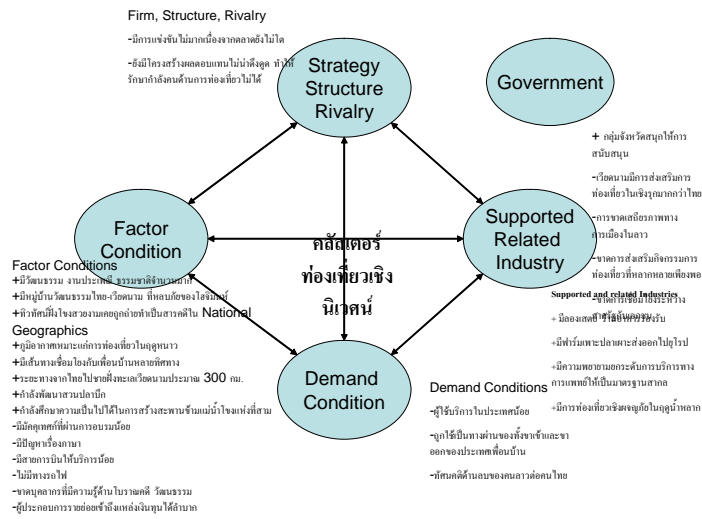 Firm, Structure, Rivalry
-มีการแข่งขันไม่มากเนื่องจากตลาดยังไม่โต
-ยังมีโครงสร้างผลตอบแทนไม่น่าดึงดูด ทำให้
รักษากำลังคนด้านการท่องเที่ยวไม่ได้
Strategy
Structure
Rivalry
Government
+ กลุ่มจังหวัดสนุกให้การ
สนับสนุน
-เวียดนามมีการส่งเสริมการ
ท่องเที่ยวในเชิงรุกมากกว่าไทย
-การขาดเสถียรภาพทาง
การเมืองในลาว
-ขาดการส่งเสริมกิจกรรมการ
ท่องเที่ยวที่หลากหลายเพียงพอ
-ขาดการเชื่อมโยงระหว่าง
Factor
Condition
คลัสเตอร์
ท่องเที่ยวเชิง
นิเวศน์
Supported
Related
Industry
Factor Conditions
+มีวัฒนธรรม งานประเพณี ธรรมชาติจำนวนมาก
+มีหมู่บ้านวัฒนธรรมไทย-เวียดนาม ที่หลบภัยของโฮจิมินห์
+ทิวทัศน์ฝั่งโขงสวยงามเคยถูกถ่ายทำเป็นสารคดีใน National
Geographics
+ภูมิอากาศเหมาะแก่การท่องเที่ยวในฤดูหนาว
+มีเส้นทางเชื่อมโยงกับเพื่อนบ้านหลายทิศทาง
+ระยะทางจากไทยไปชายฝั่งทะเลเวียดนามประมาณ 300 กม.
+กำลังพัฒนาสวนปลาบึก
+กำลังศึกษาความเป็นไปได้ในการสร้างสะพานข้ามแม่น้ำโขงแห่งที่สาม
-มีมัคคุเทศก์ที่ผ่านการอบรมน้อย
-มีปัญหาเรื่องภาษา
-มีสายการบินให้บริการน้อย
-ไม่มีทางรถไฟ
-ขาดบุคลากรที่มีความรู้ด้านโบราณคดี วัฒนธรรม
-ผู้ประกอบการรายย่อยเข้าถึงแหล่งเงินทุนได้ลำบาก
Demand
Condition
Demand Conditions
-ผู้ใช้บริการในประเทศน้อย
-ถูกใช้เป็นทางผ่านของทั้งขาเข้าและขา
ออกของประเทศเพื่อนบ้าน
-ทัศนคติด้านลบของคนลาวต่อคนไทย
Supported and related Industries
+มีฟาร์มเพาะปลาเผาะส่งออกไปยุโรป
+มีความพยายามยกระดับการบริการทาง
การแพทย์ให้เป็นมาตรฐานสากล
+มีการท่องเที่ยวเชิงผจญภัยในฤดูน้ำหลาก